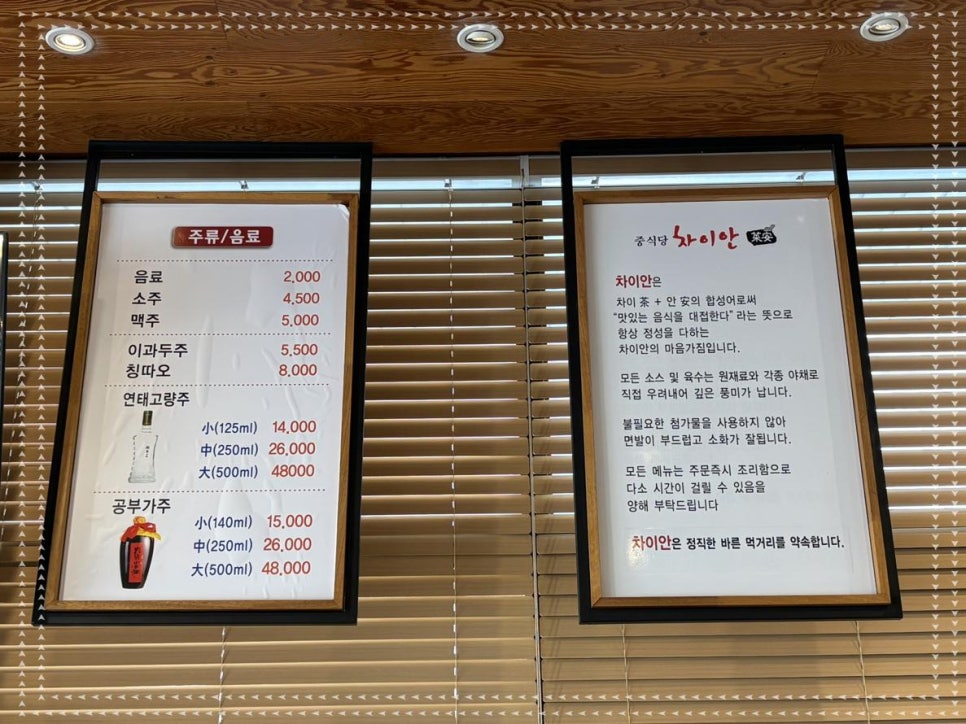 주류/음료
음료 2,000
소주 4,500
맥주 5,000
이과두주 5,500
칭따오 8,000
연태고량주
小(125ml) 14,000
中(250ml) 26,000
大(500ml) 48000
공부가주
小(140ml) 15,000
中(250ml) 26,000
大(500ml) 48,000
중식당 차이안 茶安
차이안은
차이 茶 + 안 安의 합성어로써
"맛있는 음식을 대접한다" 라는 뜻으로
항상 정성을 다하는
차이안의 마음가짐입니다.
모든 소스 및 육수는 원재료와 각종 야채로
직접 우려내어 깊은 풍미가 납니다.
불필요한 첨가물을 사용하지 않아
면발이 부드럽고 소화가 잘됩니다.
모든 메뉴는 주문즉시 조리함으로
다소 시간이 걸릴 수 있음을
양해 부탁드립니다
차이안은 정직한 바른 먹거리를 약속합니다.